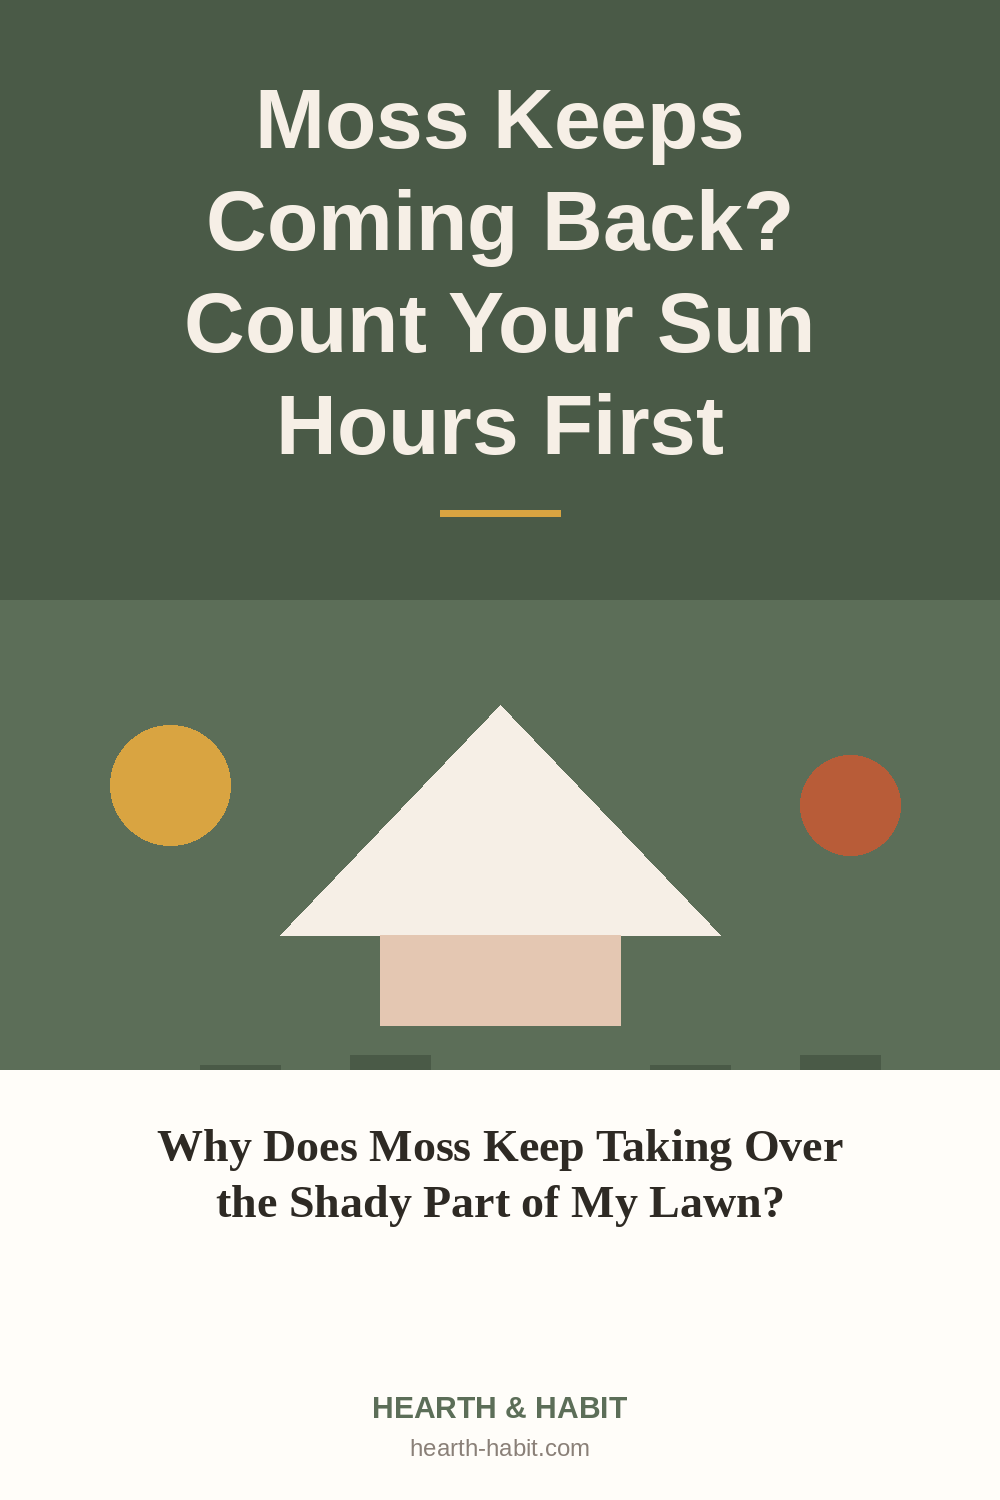 Moss Keeps
Coming Back?
Count Your Sun
Hours First
Why Does Moss Keep Taking Over
the Shady Part of My Lawn?
HEARTH & HABIT
hearth-habit.com